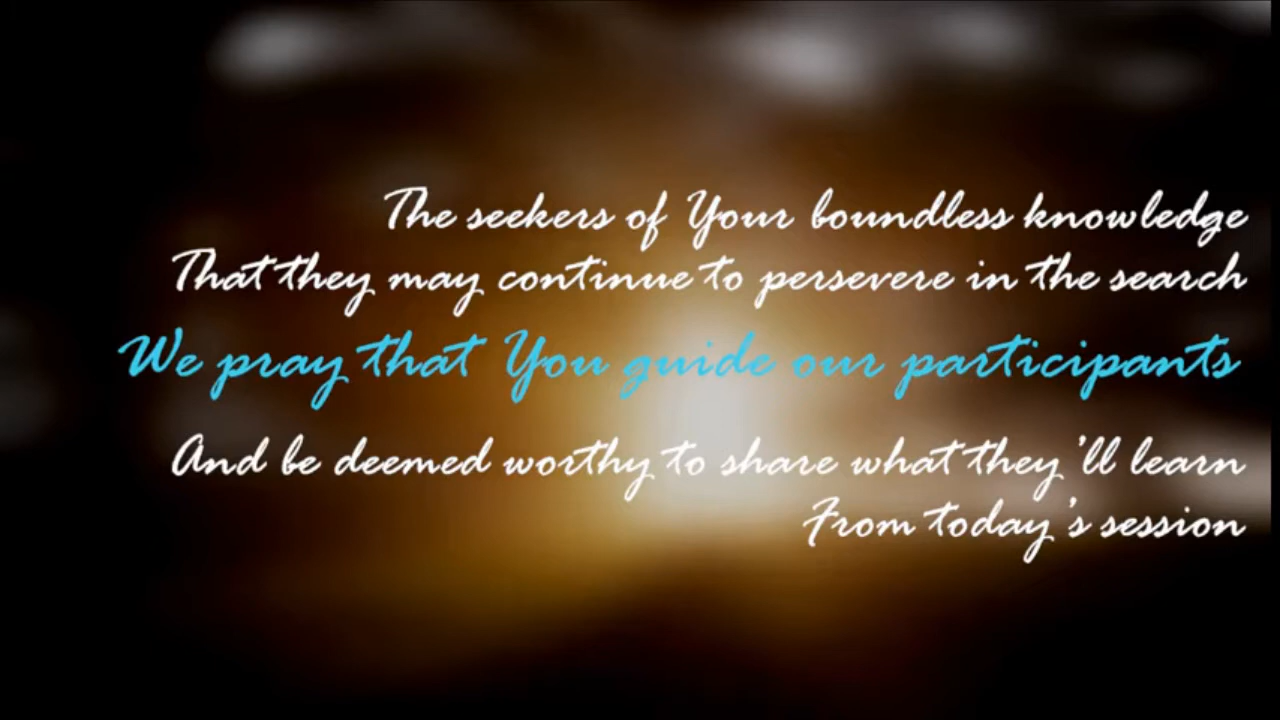 The seekers of Your boundless knowledge
That they may continue to persevere in the search
We pray that You guide our participants
And be deemed worthy to share what they'll learn
From today's session